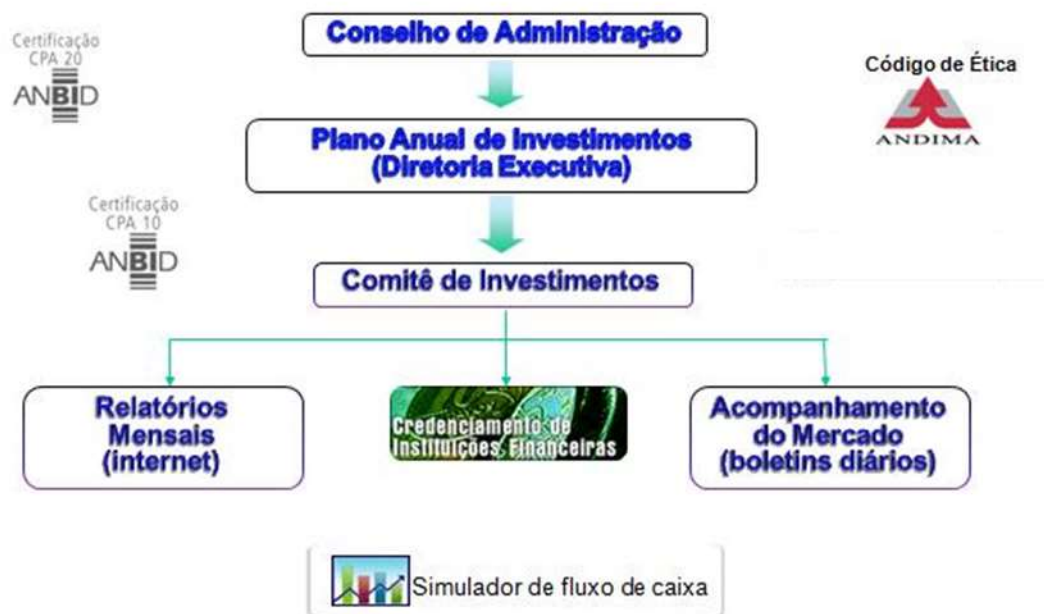 Conselho de Administração
Certificação
CPA 20
ANBID
Código de Ética
ANDIMA
Plano Anual de Investimentos
(Diretoria Executiva)
Certificação
CPA 10
ANBID
Comitê de Investimentos
Relatórios
Mensais
(internet)
Credenciamento de
Instituições Financeiras
Acompanhamento
do Mercado
(boletins diários)
Simulador de fluxo de caixa